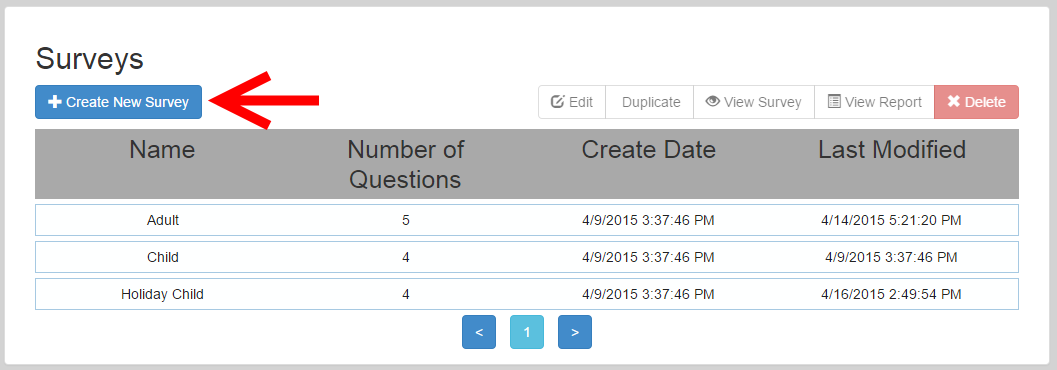 Surveys
Create New Survey
Edit Duplicate View Survey View Report Delete
Name Number of Questions Create Date Last Modified
Adult 5 4/9/2015 3:37:46 PM 4/14/2015 5:21:20 PM
Child 4 4/9/2015 3:37:46 PM 4/9/2015 3:37:46 PM
Holiday Child 4 4/9/2015 3:37:46 PM 4/16/2015 2:49:54 PM
< 1 >